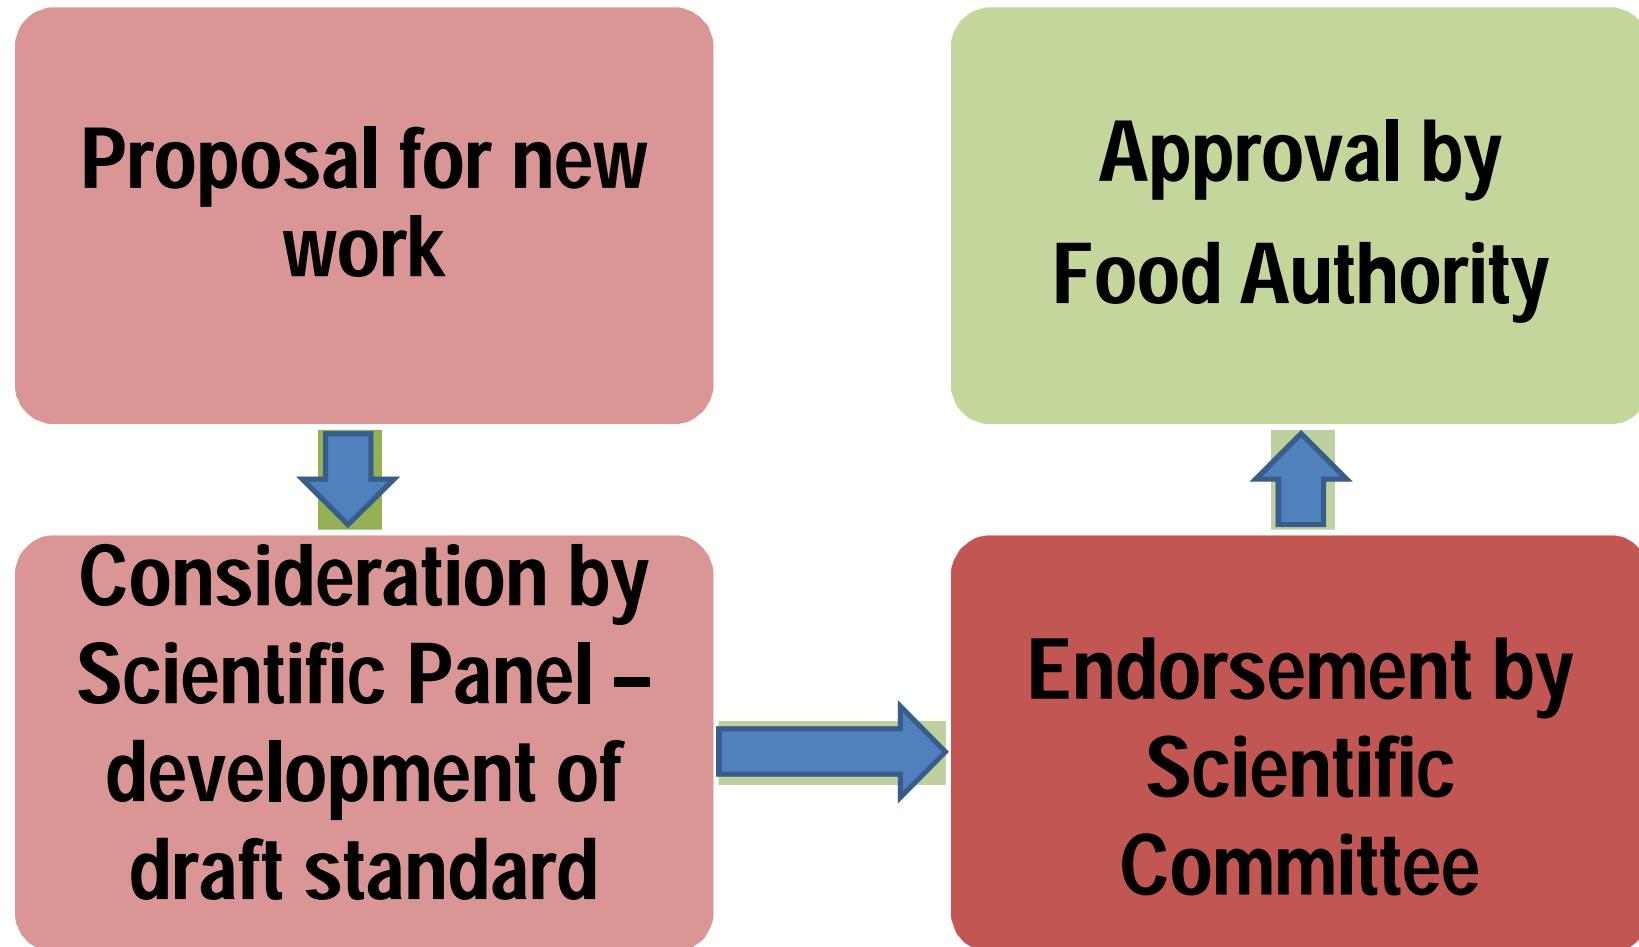 Proposal for new
work
Consideration by
Scientific Panel –
development of
draft standard
Endorsement by
Scientific
Committee
Approval by
Food Authority